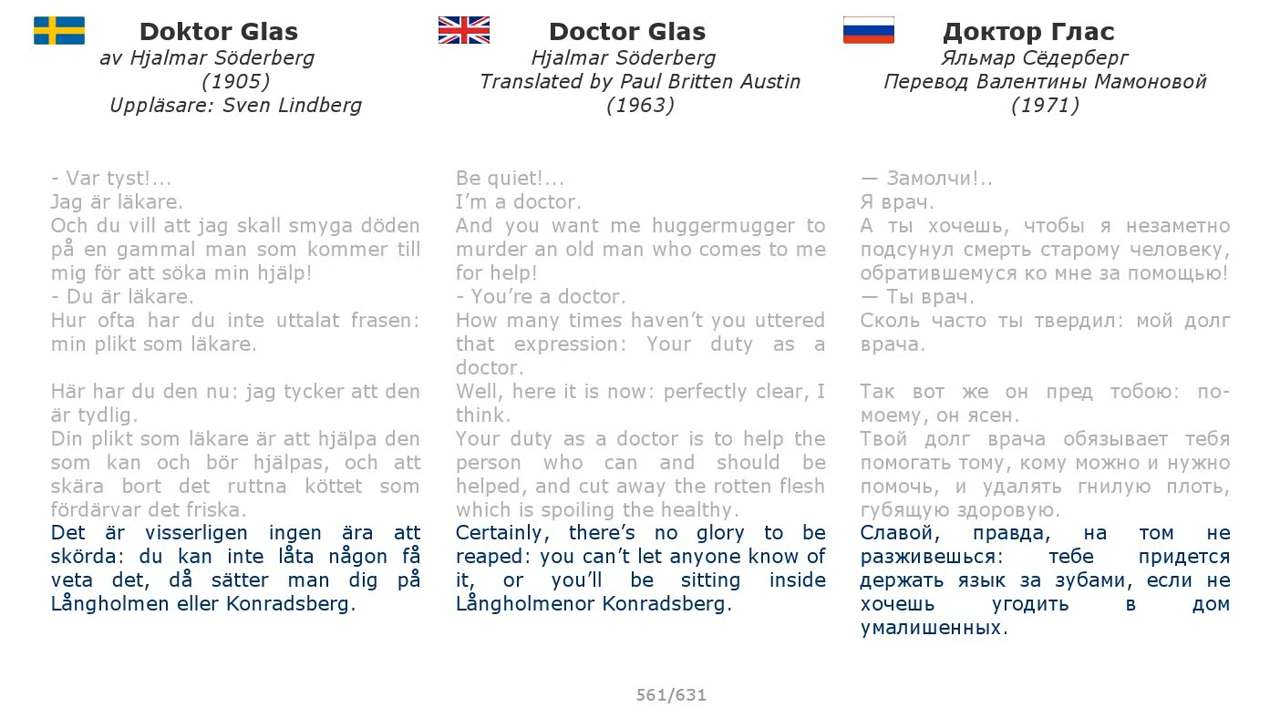 Doktor Glas
av Hjalmar Söderberg
(1905)
Uppläsare: Sven Lindberg
- Var tyst!...
Jag är läkare.
Och du vill att jag skall smyga döden
på en gammal man som kommer till
mig för att söka min hjälp!
- Du är läkare.
Hur ofta har du inte uttalat frasen:
min plikt som läkare.
Här har du den nu: jag tycker att den
är tydlig.
Din plikt som läkare är att hjälpa den
som kan och bör hjälpas, och att
skära bort det ruttna köttet som
fördärvar det friska.
Det är visserligen ingen ära att
skörda: du kan inte låta någon få
veta det, då sätter man dig på
Långholmen eller Konradsberg.
Doctor Glas
Hjalmar Söderberg
Translated by Paul Britten Austin
(1963)
Be quiet!...
I’m a doctor.
And you want me huggermugger to
murder an old man who comes to me
for help!
- You’re a doctor.
How many times haven’t you uttered
that expression: Your duty as a
doctor.
Well, here it is now: perfectly clear, I
think.
Your duty as a doctor is to help the
person who can and should be
helped, and cut away the rotten flesh
which is spoiling the healthy.
Certainly, there’s no glory to be
reaped: you can’t let anyone know of
it, or you’ll be sitting inside
Långholmenor Konradsberg.
Доктор Глас
Яльмар Сёдерберг
Перевод Валентины Мамоновой
(1971)
— Замолчи!..
Я врач.
А ты хочешь, чтобы я незаметно
подсунул смерть старому человеку,
обратившемуся ко мне за помощью!
— Ты врач.
Сколь часто ты твердил: мой долг
врача.
Так вот же он пред тобою: по-
моему, он ясен.
Твой долг врача обязывает тебя
помогать тому, кому можно и нужно
помочь, и удалять гнилую плоть,
губящую здоровую.
Славой, правда, на том не
разживешься: тебе придется
держать язык за зубами, если не
хочешь угодить в дом
умалишенных.
561/631